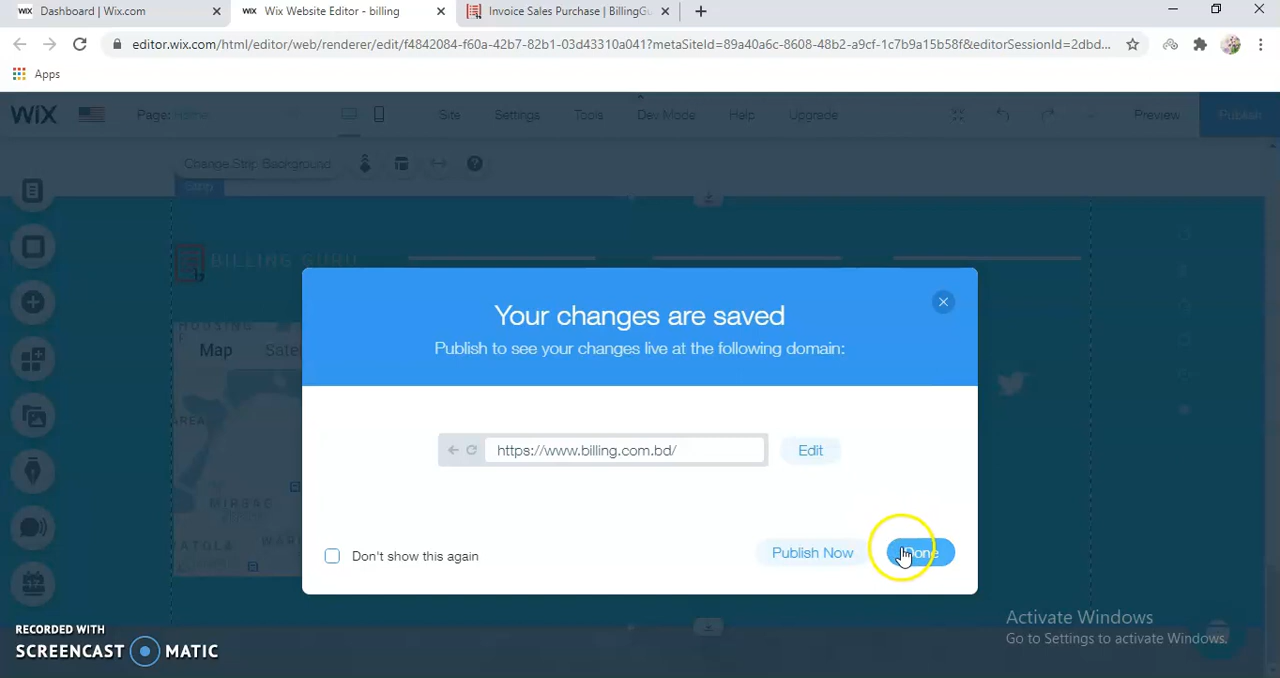 WIX Dashboard | Wix.com
WIX Wix Website Editor - billing
Invoice Sales Purchase | BillingGu
editor.wix.com/html/editor/web/renderer/edit/f4842084-f60a-42b7-82b1-03d43310a041?metaSiteId=89a40a6c-8608-48b2-a9cf-1c7b9a15b58f&editorSessionId=2dbd...
Apps
WIX Page: Home Site Settings Tools Dev Mode Help Upgrade Preview Publish
Change Strip Background
Strip
BILLING GURU
Your changes are saved
Publish to see your changes live at the following domain:
HOUSING
Map
AREA
https://www.billing.com.bd/ Edit
Don't show this again
Publish Now Done
Activate Windows
Go to Settings to activate Windows.
RECORDED WITH
SCREENCAST MATIC